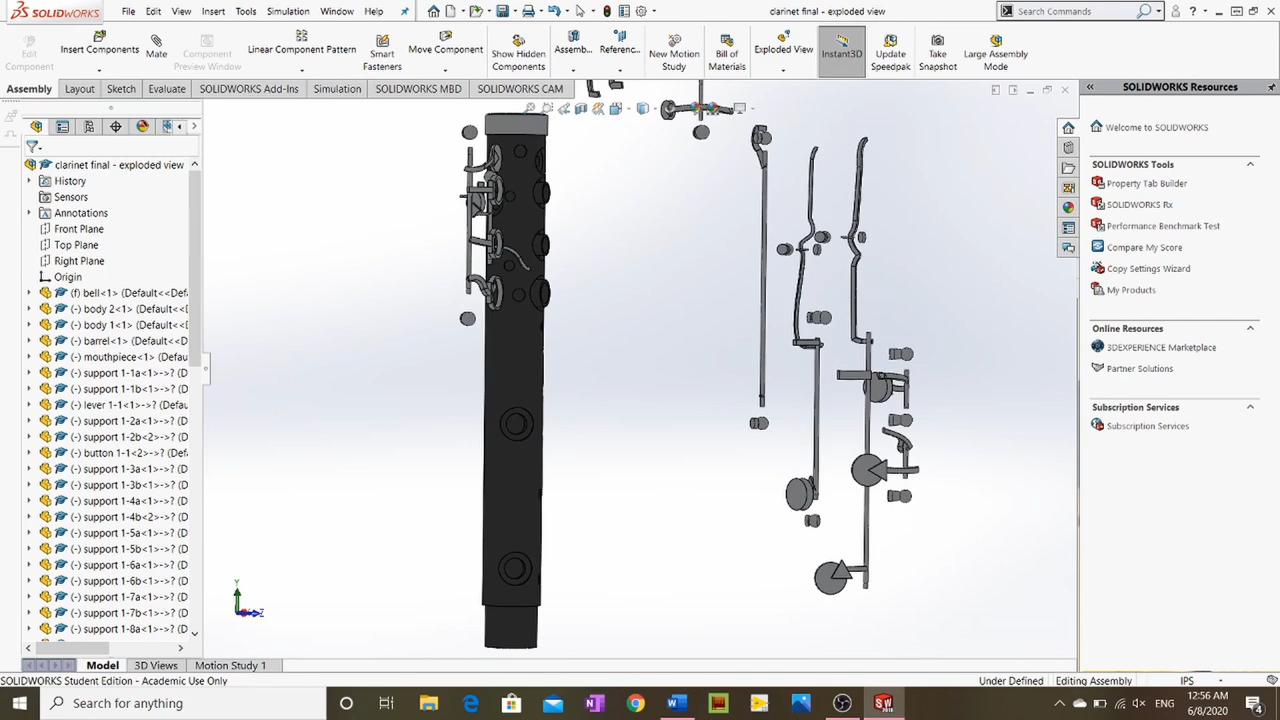 SOLIDWORKS
File Edit View Insert Tools Simulation Window Help
clarinet final - exploded view
Search Commands
Edit Component
Insert Components
Mate
Component Preview Window
Linear Component Pattern
Smart Fasteners
Move Component
Show Hidden Components
Assemb...
Referenc...
New Motion Study
Bill of Materials
Exploded View
Instant3D
Update Speedpak
Take Snapshot
Large Assembly Mode
Assembly Layout Sketch Evaluate SOLIDWORKS Add-Ins Simulation SOLIDWORKS MBD SOLIDWORKS CAM
clarinet final - exploded view
History
Sensors
Annotations
Front Plane
Top Plane
Right Plane
Origin
(f) bell<1> (Default<<Def
(-) body 2<1> (Default<<
(-) body 1<1> (Default<<
(-) barrel<1> (Default<<
(-) mouthpiece<1> (Defa
(-) support 1-1a<1>->? (D
(-) support 1-1b<1>->? (D
(-) lever 1-1<1>->? (Defau
(-) support 1-2a<1>->? (D
(-) support 1-2b<2>->? (D
(-) button 1-1<2>->? (Def
(-) support 1-3a<1>->? (D
(-) support 1-3b<1>->? (D
(-) support 1-4a<1>->? (D
(-) support 1-4b<2>->? (D
(-) support 1-5a<1>->? (D
(-) support 1-5b<1>->? (D
(-) support 1-6a<1>->? (D
(-) support 1-6b<1>->? (D
(-) support 1-7a<1>->? (D
(-) support 1-7b<1>->? (D
(-) support 1-8a<1>->? (D
Y
Z
SOLIDWORKS Resources
Welcome to SOLIDWORKS
SOLIDWORKS Tools
Property Tab Builder
SOLIDWORKS Rx
Performance Benchmark Test
Compare My Score
Copy Settings Wizard
My Products
Online Resources
3DEXPERIENCE Marketplace
Partner Solutions
Subscription Services
Subscription Services
Model 3D Views Motion Study 1
SOLIDWORKS Student Edition - Academic Use Only
Under Defined Editing Assembly IPS
Search for anything
ENG
12:56 AM
6/8/2020
4